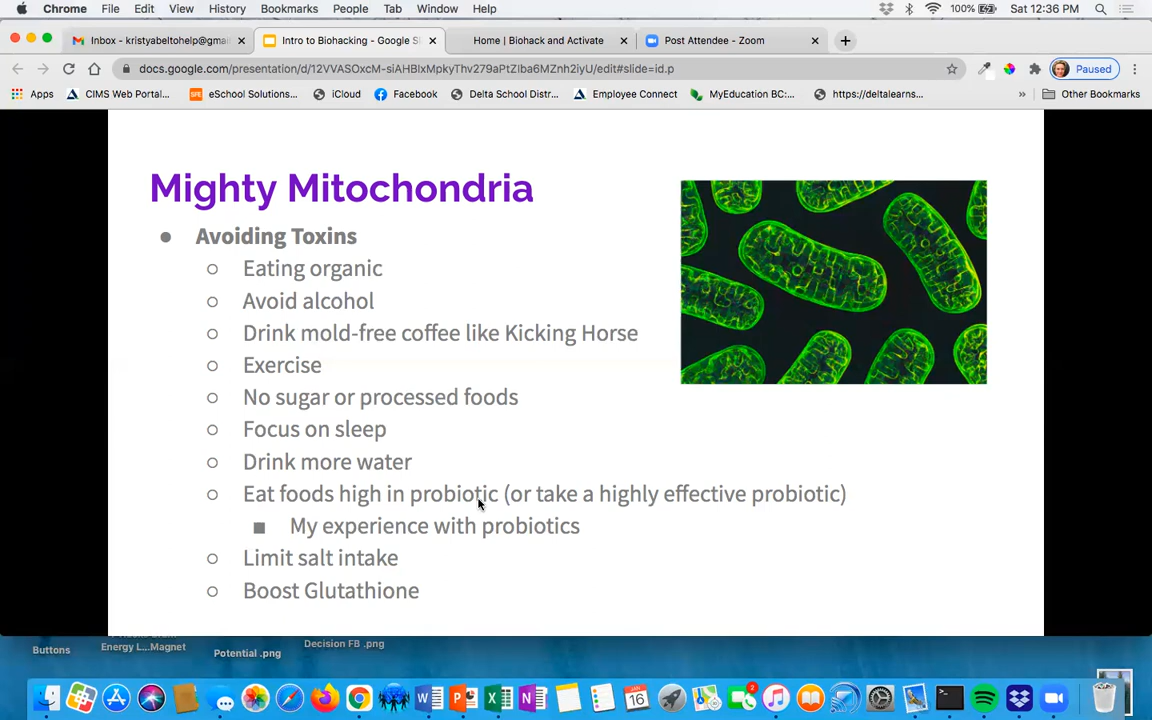 Chrome File Edit View History Bookmarks People Tab Window Help 100% Sat 12:36 PM
Inbox - kristyabeltohelp@gmai Intro to Biohacking - Google Sl Home | Biohack and Activate Post Attendee - Zoom
docs.google.com/presentation/d/12VVASOxcM-siAHBIxMpkyThv279aPtZIba6MZnh2iyU/edit#slide=id.p Paused
Apps CIMS Web Portal... SFE eSchool Solutions... iCloud Facebook Delta School Distr... Employee Connect MyEducation BC:... https://deltalearns... » Other Bookmarks
Mighty Mitochondria
Avoiding Toxins
Eating organic
Avoid alcohol
Drink mold-free coffee like Kicking Horse
Exercise
No sugar or processed foods
Focus on sleep
Drink more water
Eat foods high in probiotic (or take a highly effective probiotic)
My experience with probiotics
Limit salt intake
Boost Glutathione
Buttons
Energy L...Magnet
Potential .png
Decision FB .png
2
16